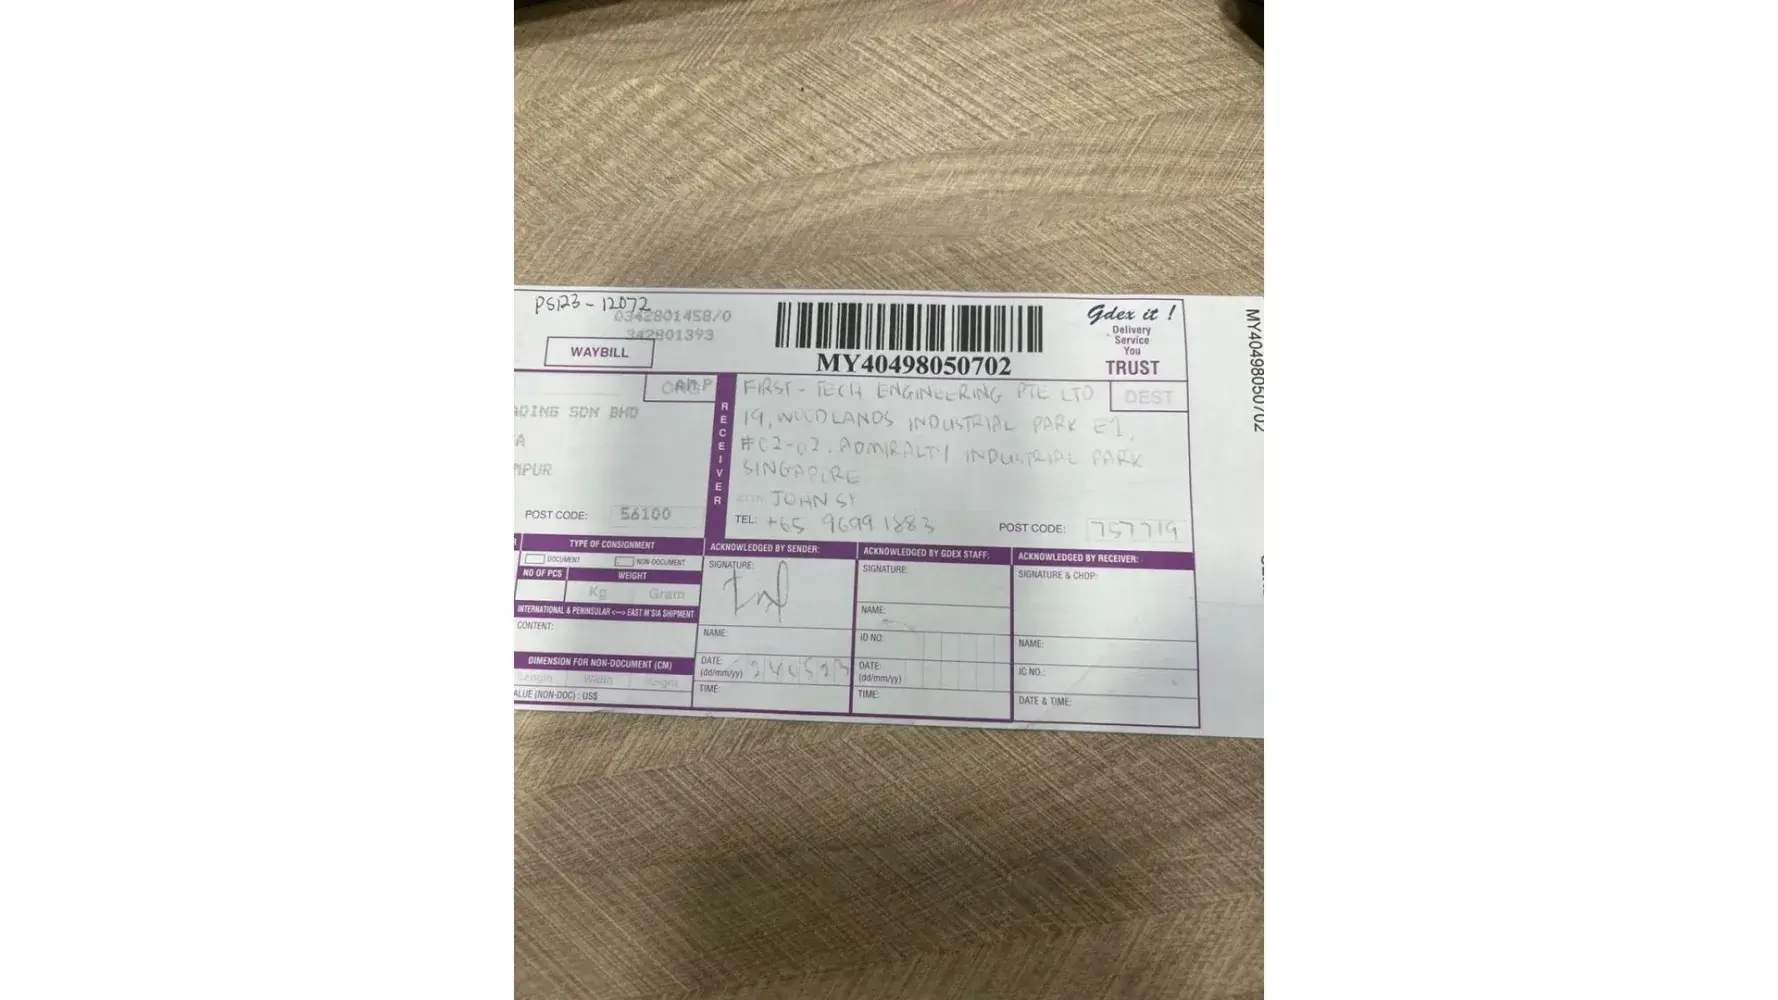 PS123-12072
0342801458/0
342801393
WAYBILL
MY40498050702
Gdex it !
Delivery
Service
You
TRUST
MY40498050702
ADING SDN BHD
A
MPUR
POST CODE: 56100
RECEIVER
FIRST-TECH ENGINEERING PTE LTD
DEST
19, WOODLANDS INDUSTRIAL PARK E1,
#02-02, ADMIRALTY INDUSTRIAL PARK
SINGAPORE
ATTN: JOHN SY
TEL: +65 96991883
POST CODE: 757719
TYPE OF CONSIGNMENT
DOCUMENT
NON-DOCUMENT
NO OF PCS
WEIGHT
Kg
Gram
INTERNATIONAL & PENINSULAR <---> EAST M'SIA SHIPMENT
CONTENT:
DIMENSION FOR NON-DOCUMENT (CM)
Length Width Height
ALUE (NON-DOC) : US$
ACKNOWLEDGED BY SENDER:
SIGNATURE:
NAME:
DATE: 240523
(dd/mm/yy)
TIME:
ACKNOWLEDGED BY GDEX STAFF:
SIGNATURE:
NAME:
ID NO:
DATE:
(dd/mm/yy)
TIME:
ACKNOWLEDGED BY RECEIVER:
SIGNATURE & CHOP:
NAME:
IC NO.:
DATE & TIME: